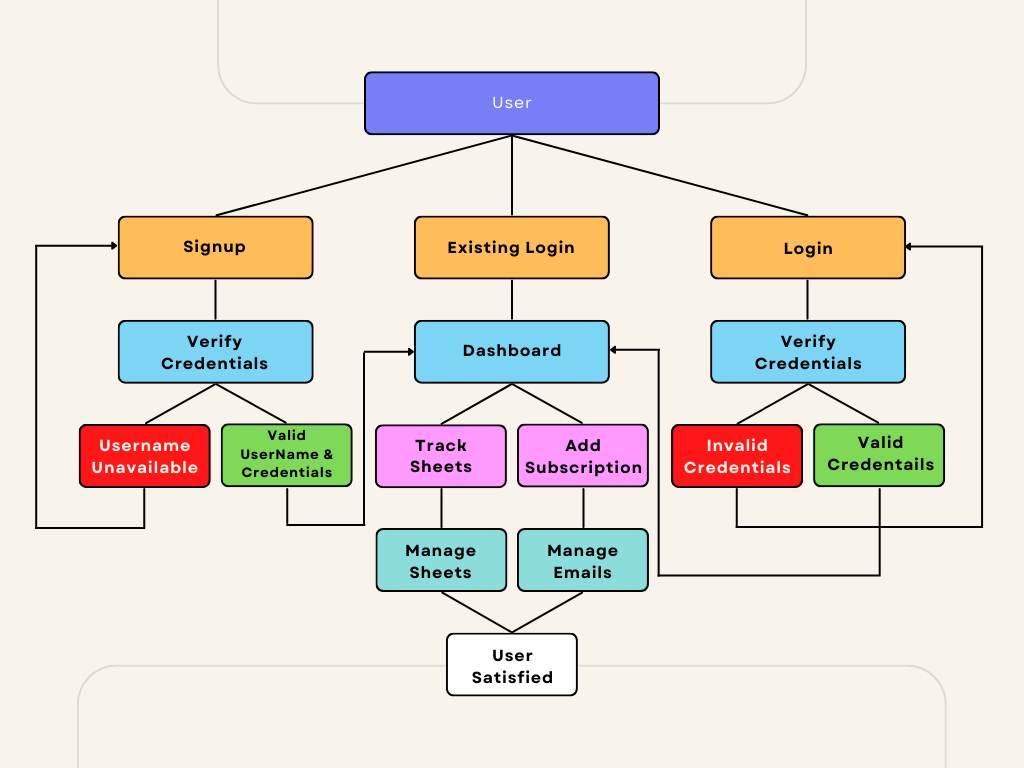 User
Signup
Existing Login
Login
Verify
Credentials
Dashboard
Verify
Credentials
Username
Unavailable
Valid
UserName &
Credentials
Track
Sheets
Add
Subscription
Invalid
Credentials
Valid
Credentails
Manage
Sheets
Manage
Emails
User
Satisfied